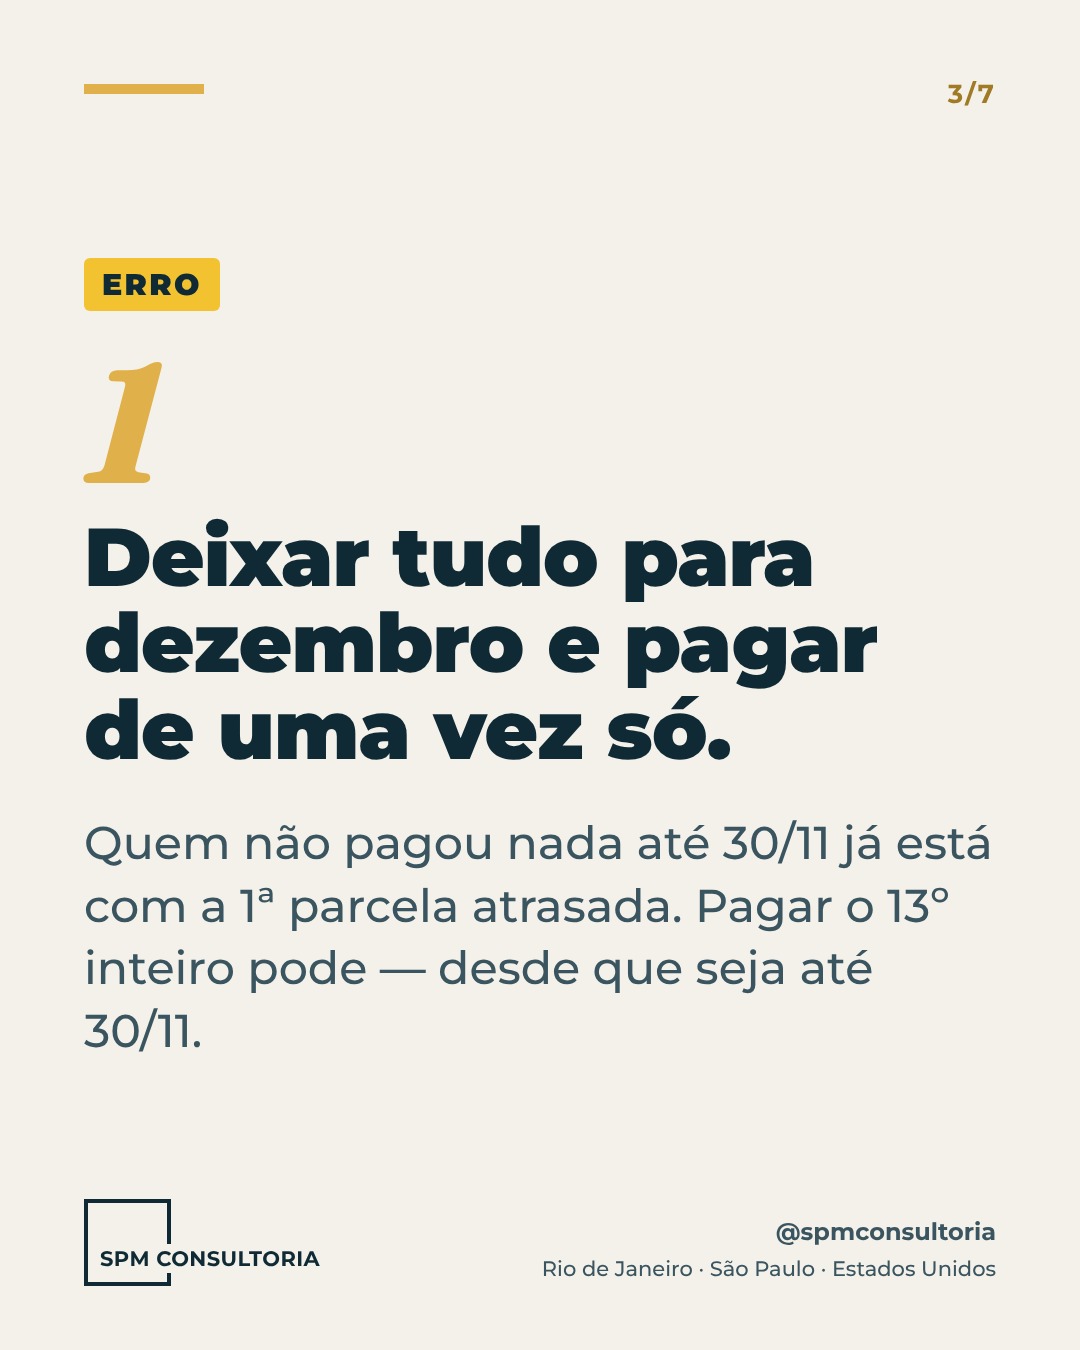 3/7
ERRO
1
Deixar tudo para
dezembro e pagar
de uma vez só.
Quem não pagou nada até 30/11 já está
com a 1ª parcela atrasada. Pagar o 13º
inteiro pode — desde que seja até
30/11.
SPM CONSULTORIA
@spmconsultoria
Rio de Janeiro · São Paulo · Estados Unidos